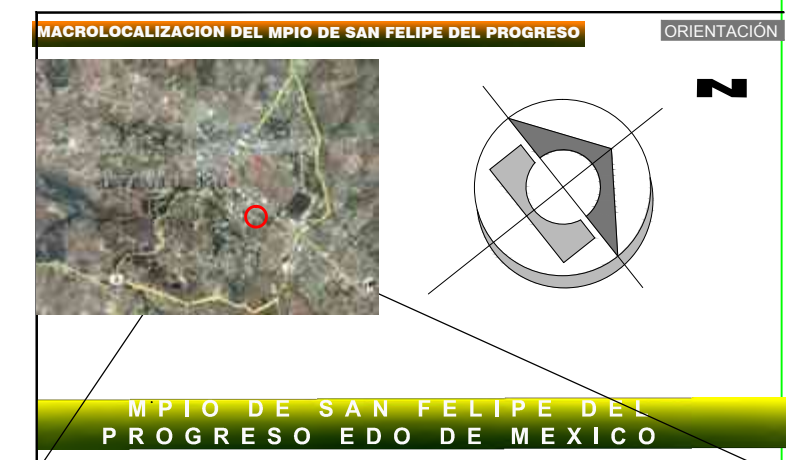 MACROLOCALIZACION DEL MPIO DE SAN FELIPE DEL PROGRESO
ORIENTACIÓN
N
MPIO DE SAN FELIPE DEL
PROGRESO EDO DE MEXICO